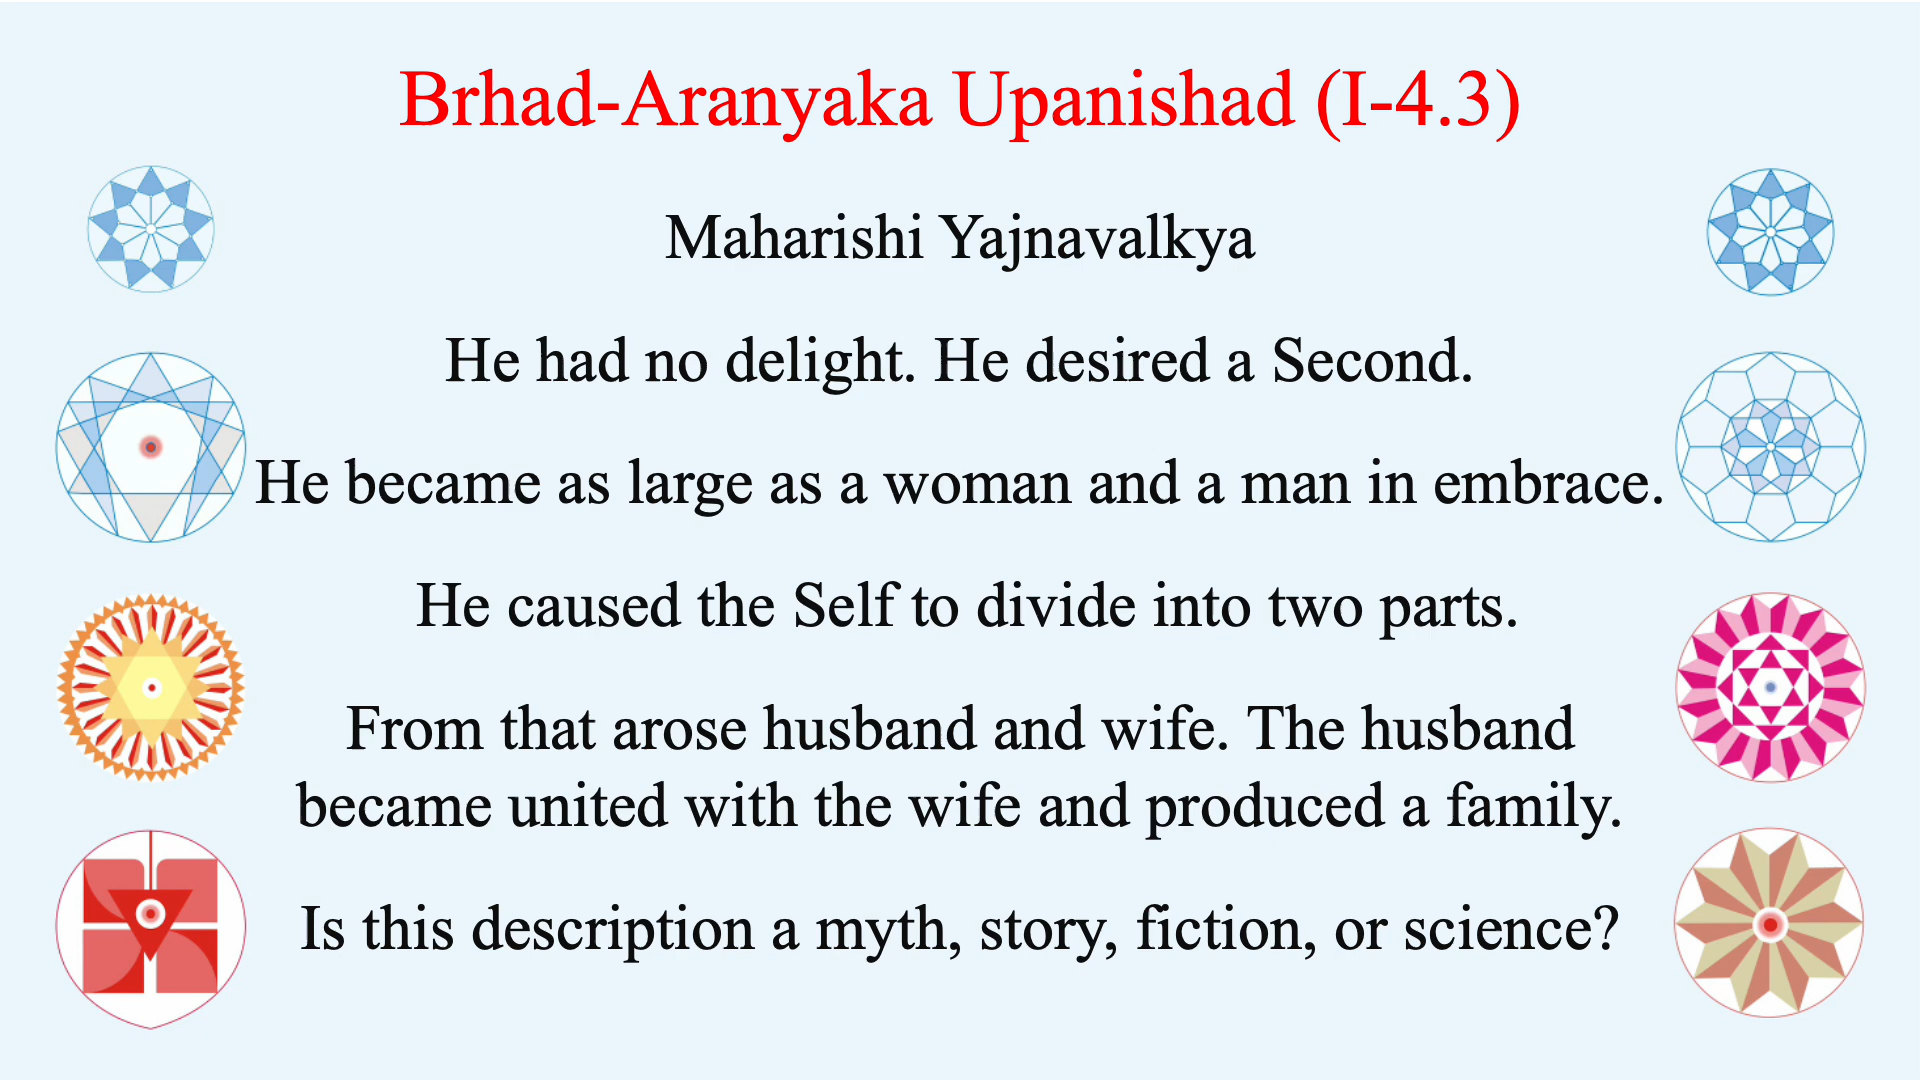 Brhad-Aranyaka Upanishad (I-4.3)
Maharishi Yajnavalkya
He had no delight. He desired a Second.
He became as large as a woman and a man in embrace.
He caused the Self to divide into two parts.
From that arose husband and wife. The husband
became united with the wife and produced a family.
Is this description a myth, story, fiction, or science?